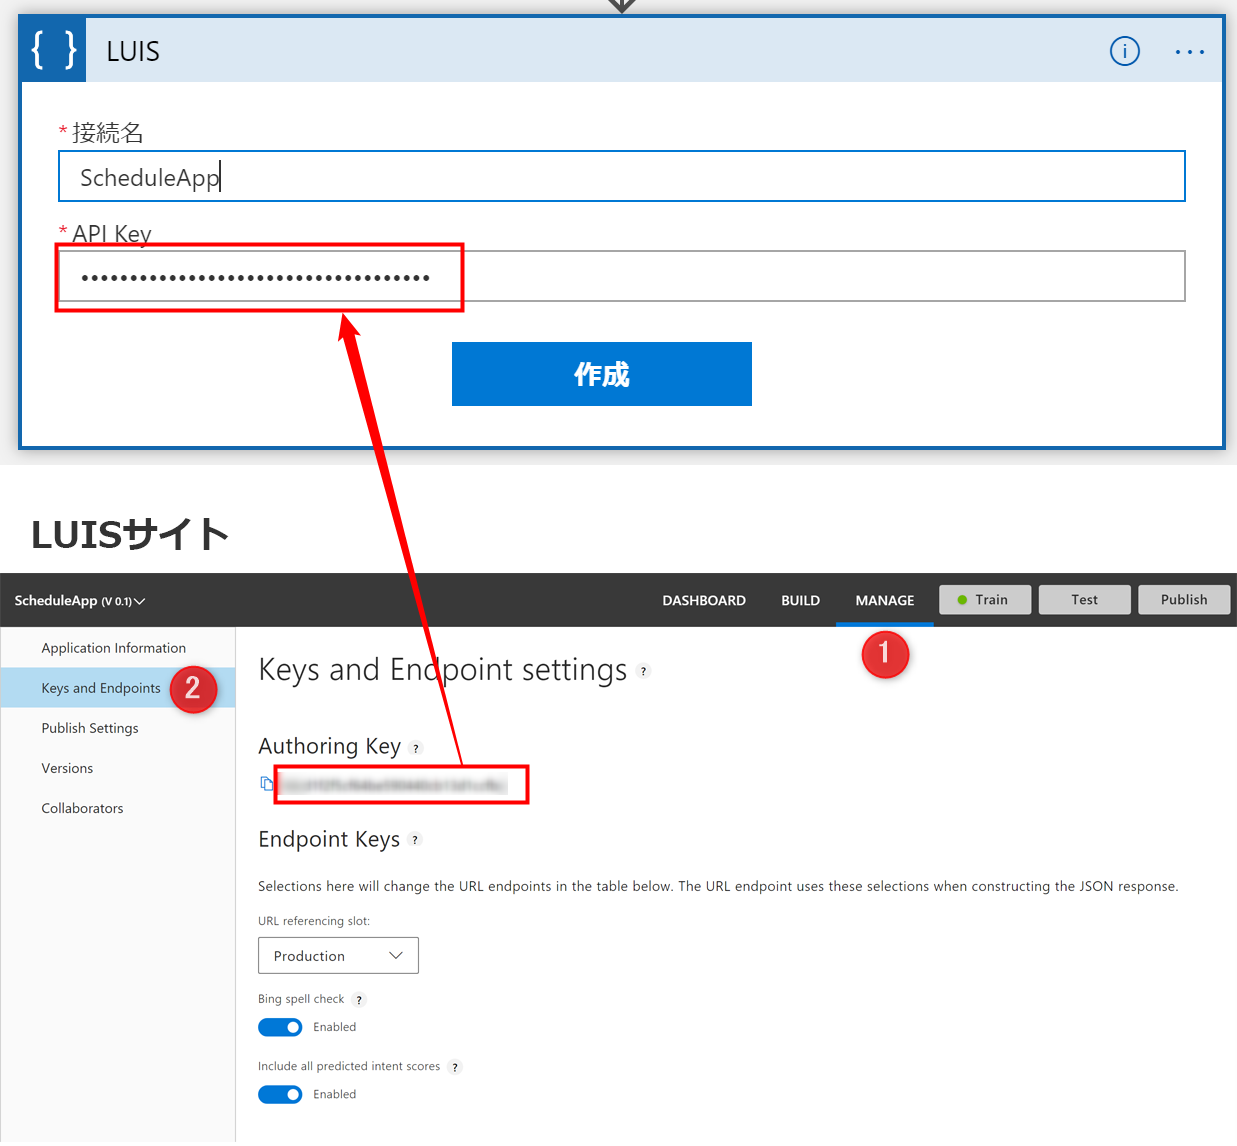 LUIS
* 接続名
ScheduleApp
* API Key
作成
LUISサイト
ScheduleApp (V 0.1)
DASHBOARD
BUILD
MANAGE
Train
Test
Publish
1
Application Information
Keys and Endpoints
2
Publish Settings
Versions
Collaborators
Keys and Endpoint settings ?
Authoring Key ?
Endpoint Keys ?
Selections here will change the URL endpoints in the table below. The URL endpoint uses these selections when constructing the JSON response.
URL referencing slot:
Production
Bing spell check ?
Enabled
Include all predicted intent scores ?
Enabled